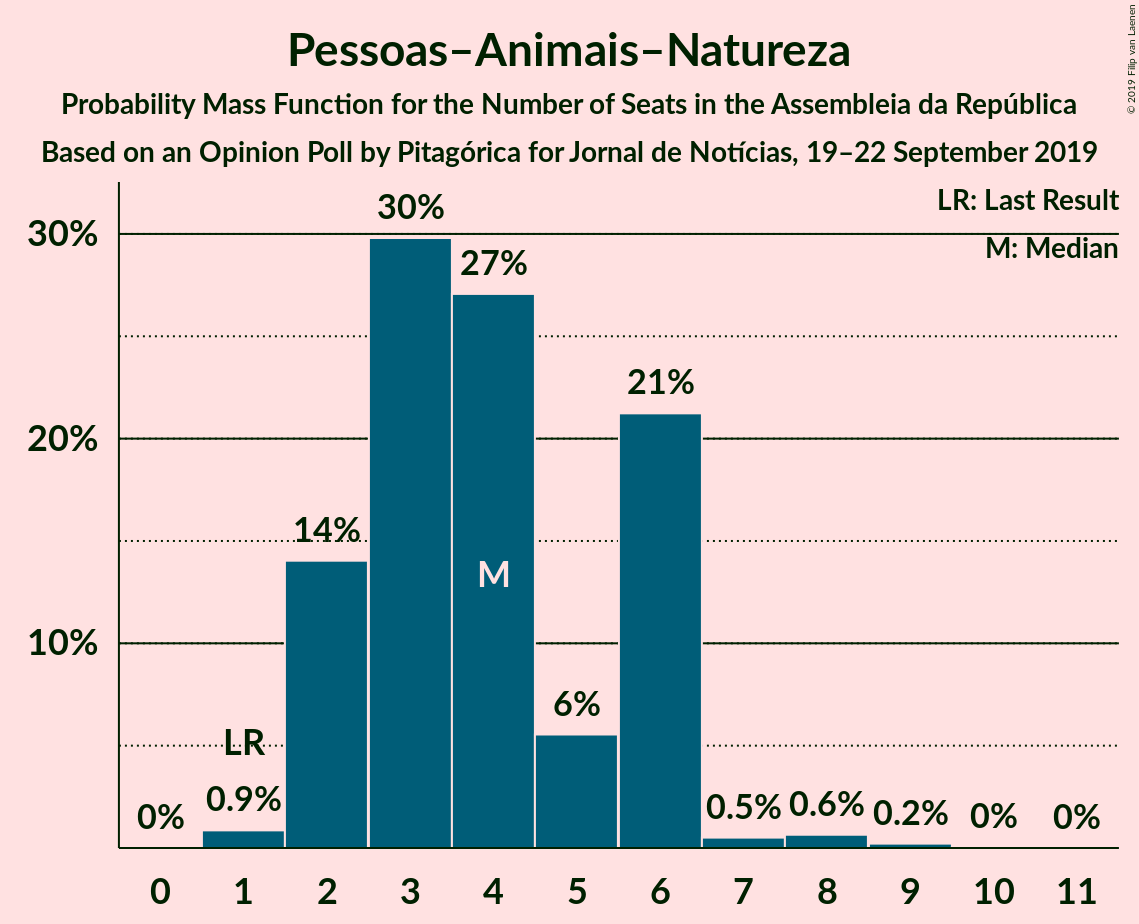 Pessoas–Animais–Natureza
Probability Mass Function for the Number of Seats in the Assembleia da República
Based on an Opinion Poll by Pitagórica for Jornal de Notícias, 19–22 September 2019
© 2019 Filip van Laenen
LR: Last Result
M: Median
30%
20%
10%
0%
LR
0.9%
14%
30%
27%
M
6%
21%
0.5%
0.6%
0.2%
0%
0%
0 1 2 3 4 5 6 7 8 9 10 11